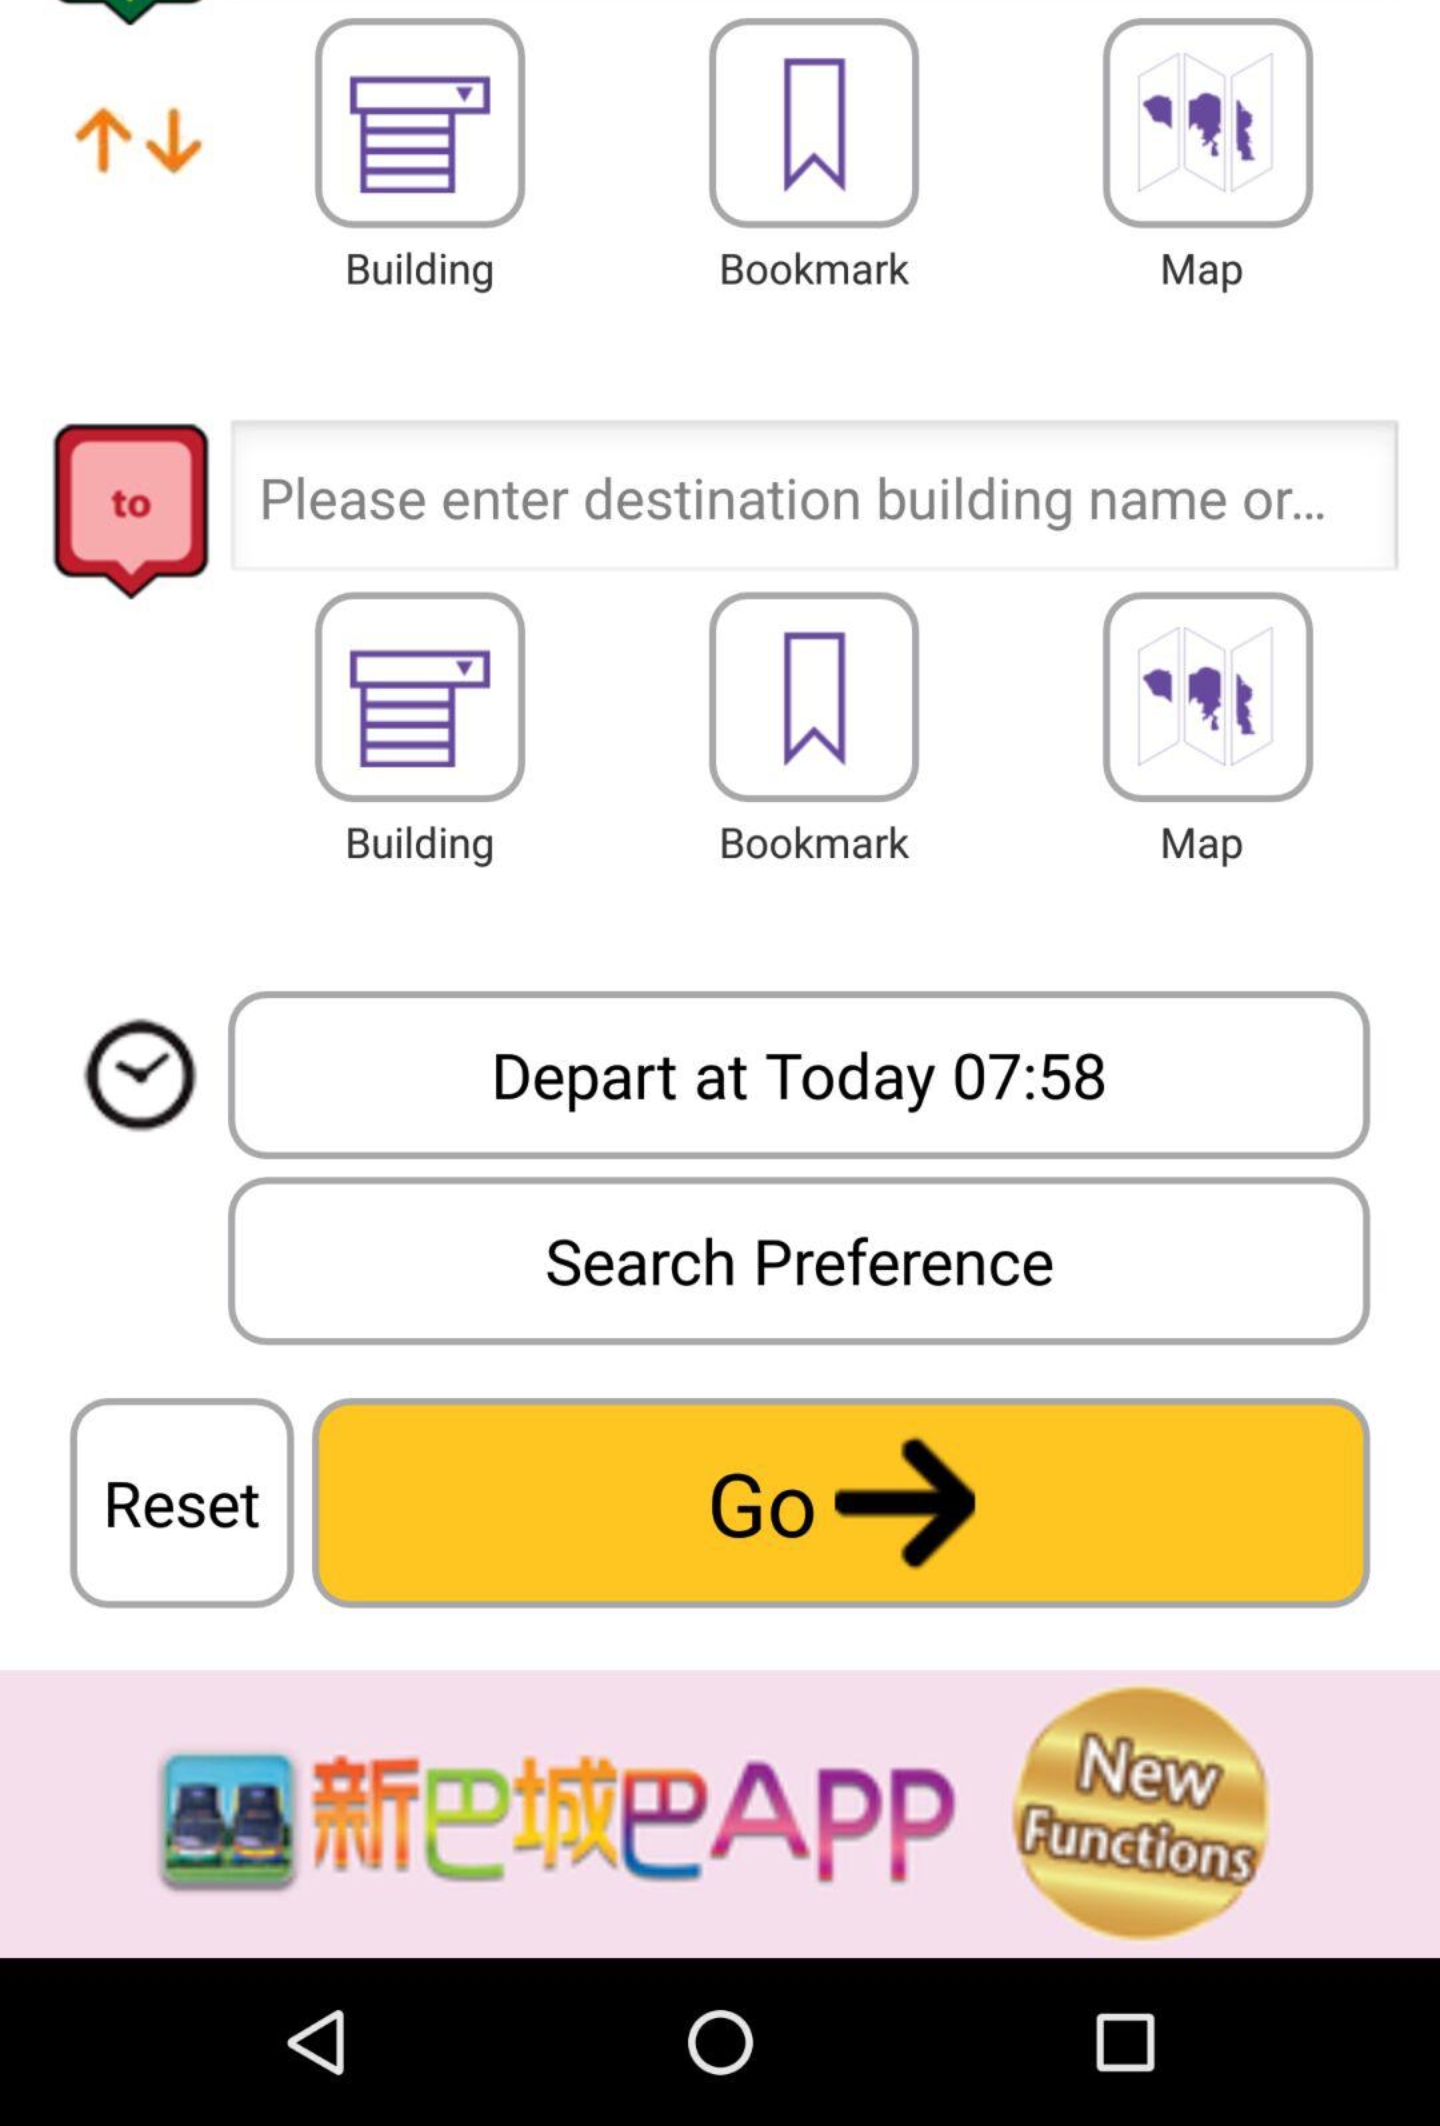 Building
Bookmark
Map
to
Please enter destination building name or...
Building
Bookmark
Map
Depart at Today 07:58
Search Preference
Reset
Go
新巴城巴APP
New
Functions